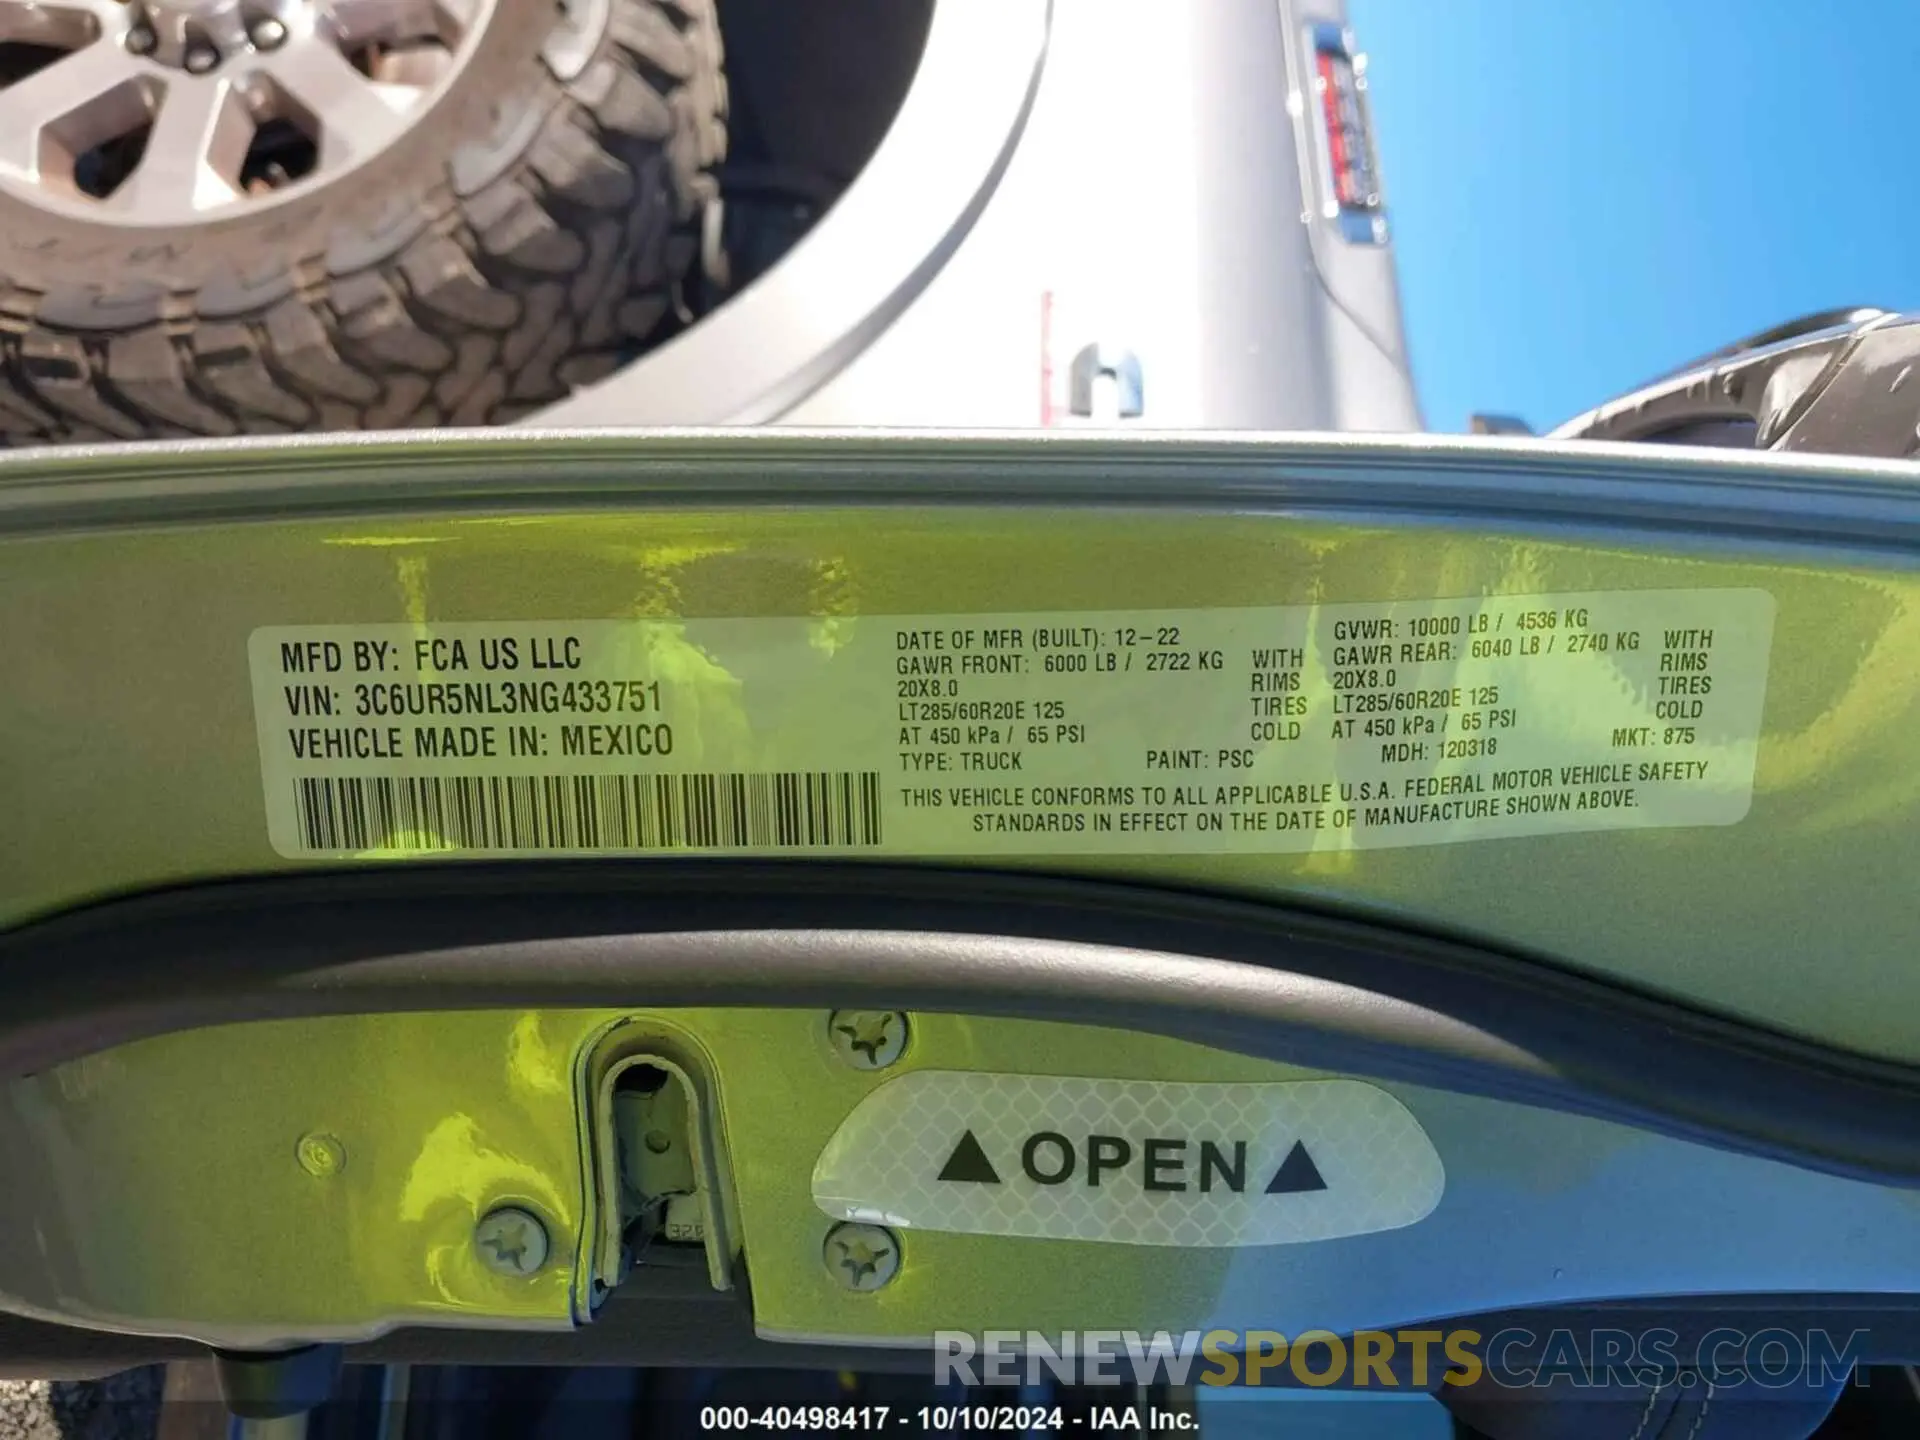 MFD BY: FCA US LLC
VIN: 3C6UR5NL3NG433751
VEHICLE MADE IN: MEXICO
DATE OF MFR (BUILT): 12-22
GAWR FRONT: 6000 LB / 2722 KG WITH
20X8.0 RIMS
LT285/60R20E 125 TIRES
AT 450 kPa / 65 PSI COLD
GVWR: 10000 LB / 4536 KG
GAWR REAR: 6040 LB / 2740 KG WITH
20X8.0 RIMS
LT285/60R20E 125 TIRES
AT 450 kPa / 65 PSI COLD
TYPE: TRUCK PAINT: PSC MDH: 120318 MKT: 875
THIS VEHICLE CONFORMS TO ALL APPLICABLE U.S.A. FEDERAL MOTOR VEHICLE SAFETY
STANDARDS IN EFFECT ON THE DATE OF MANUFACTURE SHOWN ABOVE.
▲OPEN▲
RENEWSPORTSCARS.COM
000-40498417 - 10/10/2024 - IAA Inc.